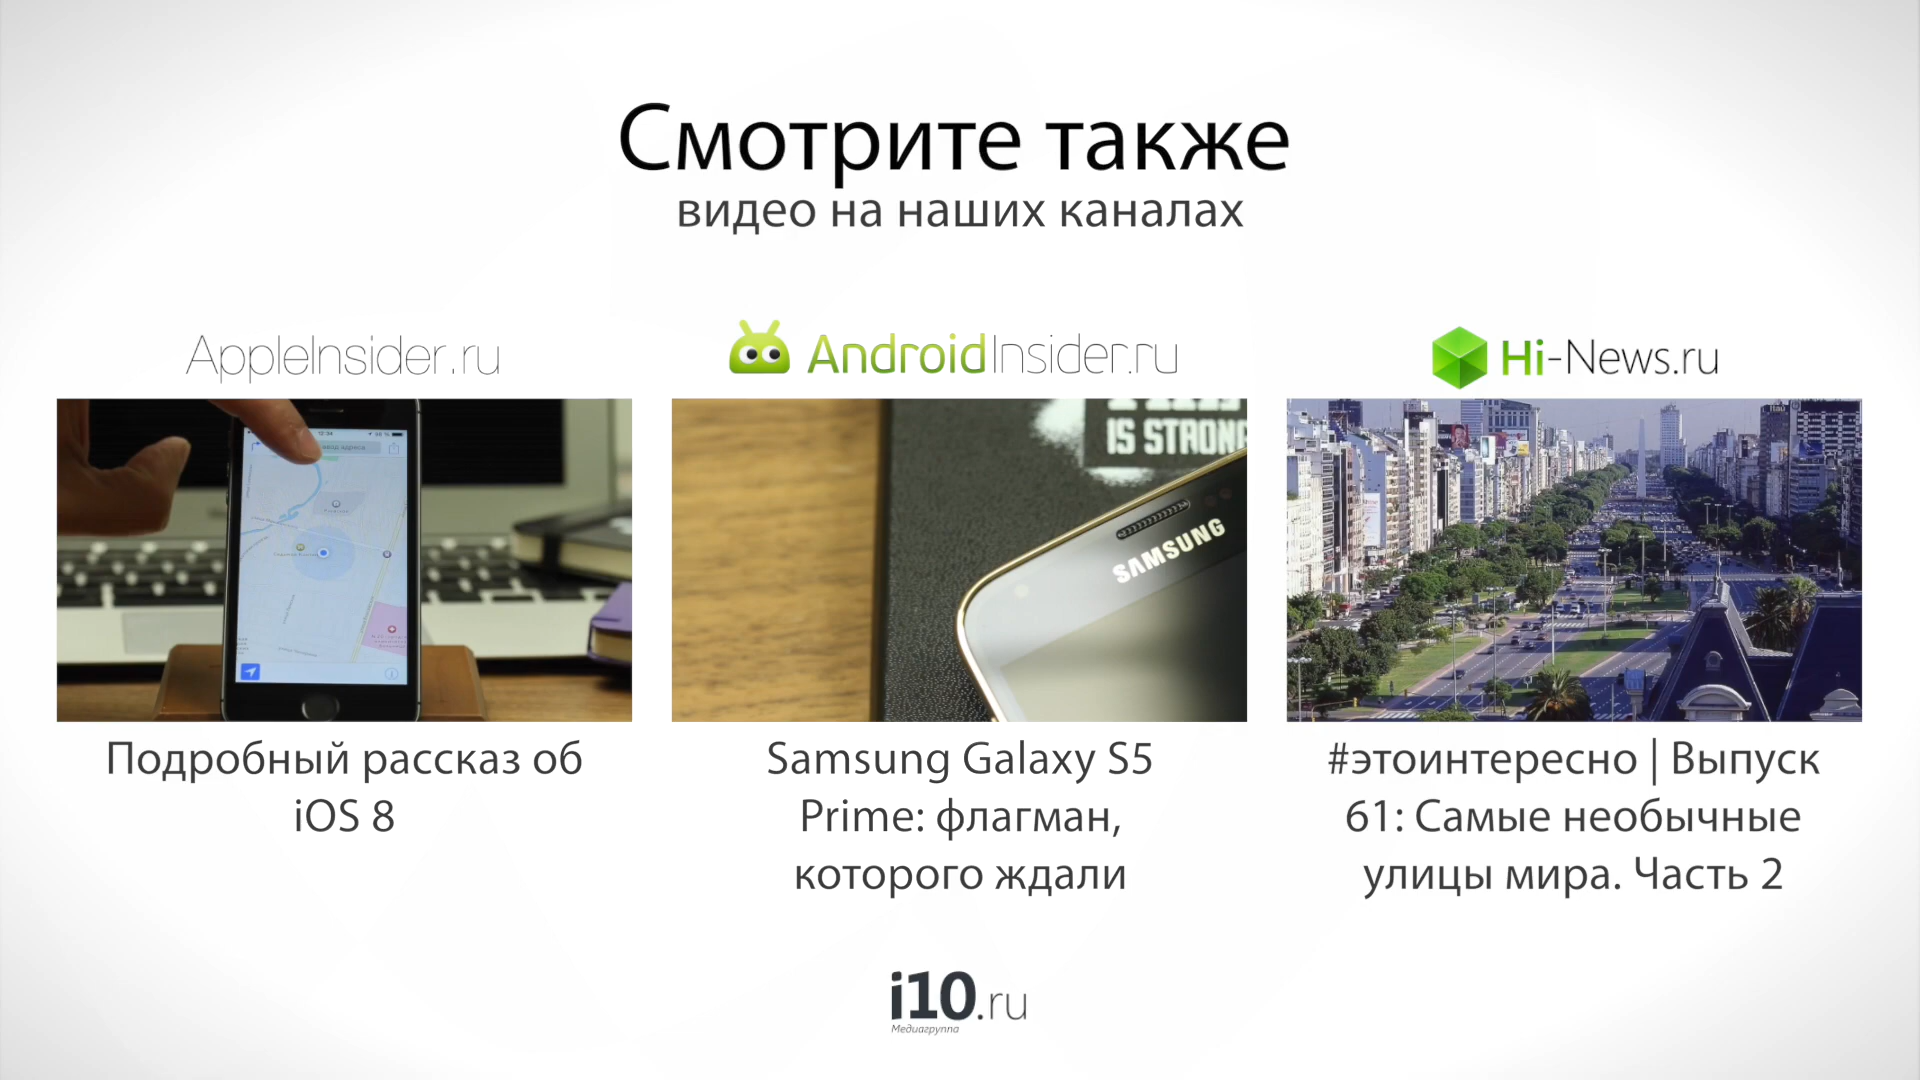 Смотрите также
видео на наших каналах
AppleInsider.ru
AndroidInsider.ru
Hi-News.ru
12:34
IS STRONG
SAMSUNG
Подробный рассказ об
iOS 8
Samsung Galaxy S5
Prime: флагман,
которого ждали
#этоинтересно | Выпуск
61: Самые необычные
улицы мира. Часть 2
i10.ru
Медиагруппа